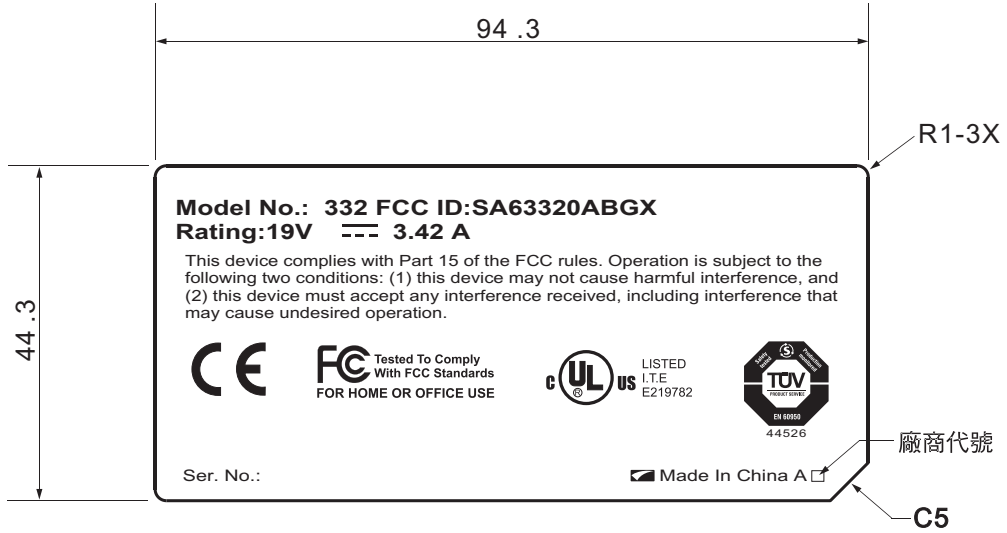 94 .3
R1-3X
44 .3
Model No.: 332 FCC ID:SA63320ABGX
Rating:19V 3.42 A
This device complies with Part 15 of the FCC rules. Operation is subject to the
following two conditions: (1) this device may not cause harmful interference, and
(2) this device must accept any interference received, including interference that
may cause undesired operation.
CE
FC Tested To Comply
With FCC Standards
FOR HOME OR OFFICE USE
C UL US
®
LISTED
I.T.E
E219782
Safety tested
S
Production monitored
TÜV
PRODUCT SERVICE
EN 60950
44526
廠商代號
Ser. No.:
Made In China A□
C5